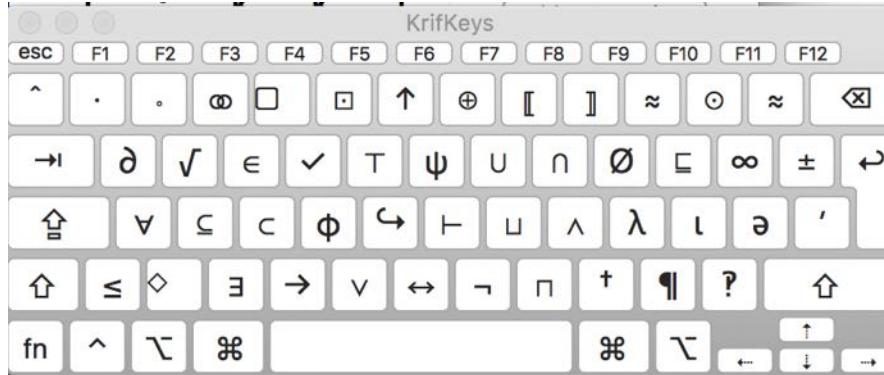 KrifKeys
esc F1 F2 F3 F4 F5 F6 F7 F8 F9 F10 F11 F12
ˆ · ∘ ⚭ □ ⊡ ↑ ⊕ ⟦ ⟧ ≈ ⊙ ≈ ⌫
⇥ ∂ √ ∈ ✓ ⊤ ψ ∪ ∩ Ø ⊑ ∞ ± ↩
⇪ ∀ ⊆ ⊂ ϕ ↪ ⊢ ⊔ ∧ λ ι ə ′
⇧ ≤ ◇ ∃ → ∨ ↔ ¬ ⊓ † ¶ ‽ ⇧
fn ^ ⌥ ⌘ ⌘ ⌥ ⇠ ⇡ ⇣ ⇢